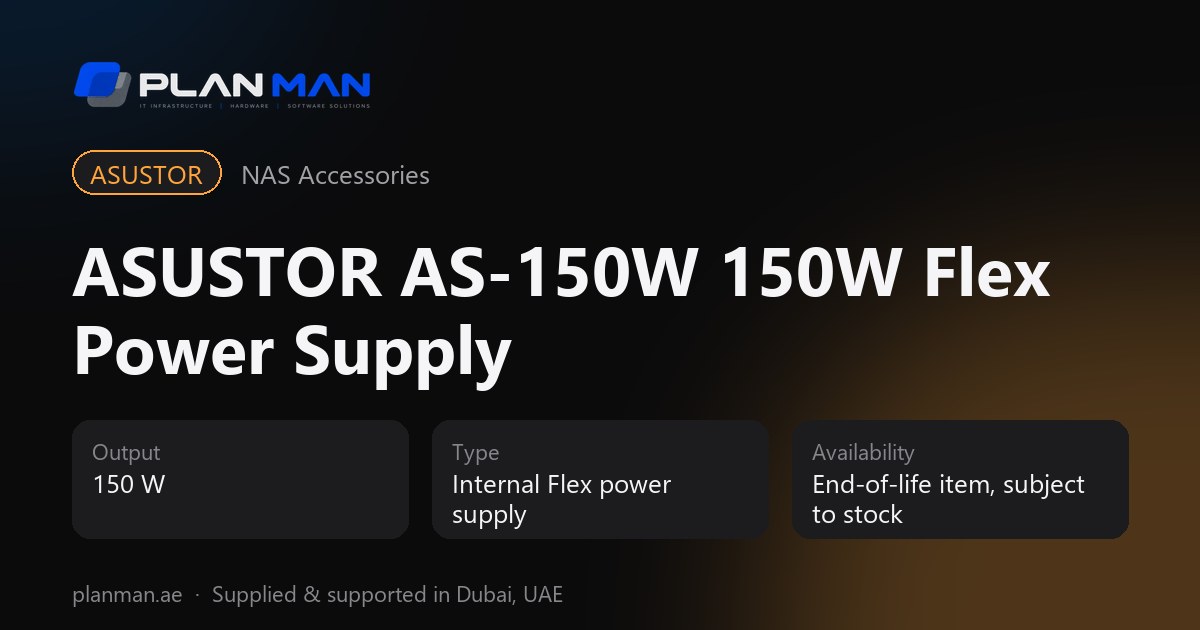 PLAN MAN
IT INFRASTRUCTURE | HARDWARE | SOFTWARE SOLUTIONS
ASUSTOR NAS Accessories
ASUSTOR AS-150W 150W Flex
Power Supply
Output
150 W
Type
Internal Flex power
supply
Availability
End-of-life item, subject
to stock
planman.ae · Supplied & supported in Dubai, UAE